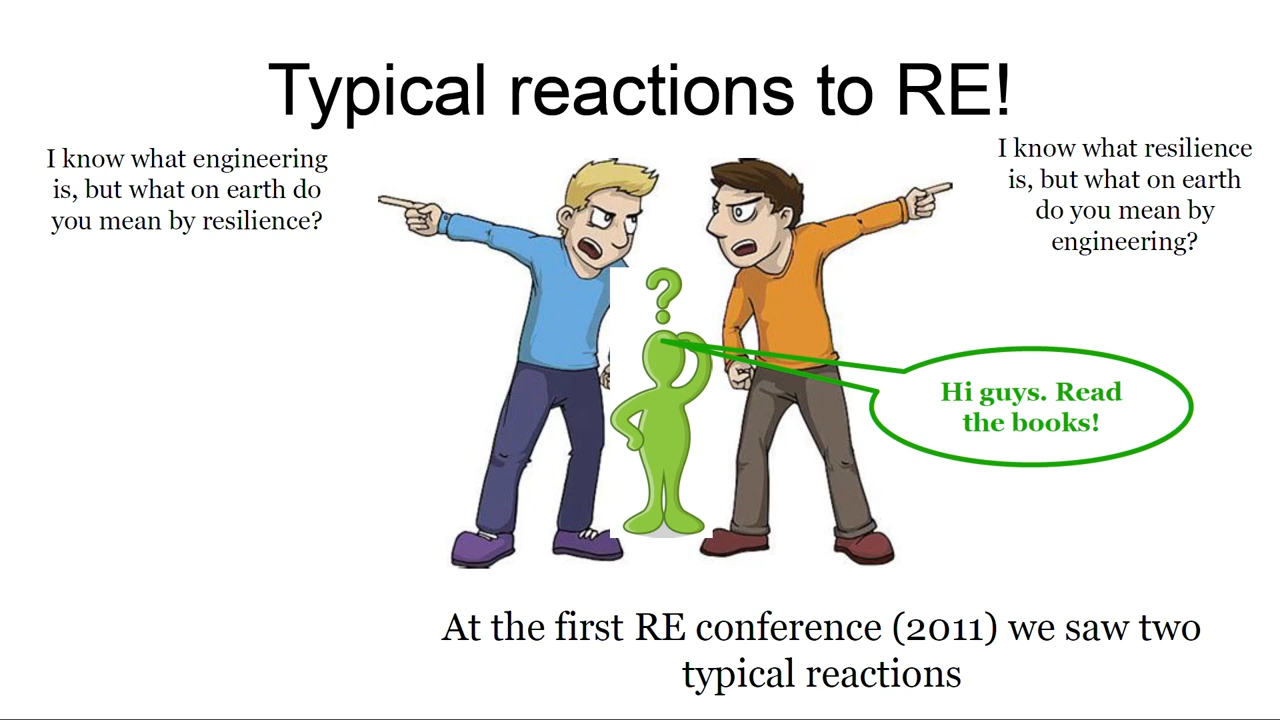 Typical reactions to RE!
I know what engineering
is, but what on earth do
you mean by resilience?
I know what resilience
is, but what on earth
do you mean by
engineering?
?
Hi guys. Read
the books!
At the first RE conference (2011) we saw two
typical reactions